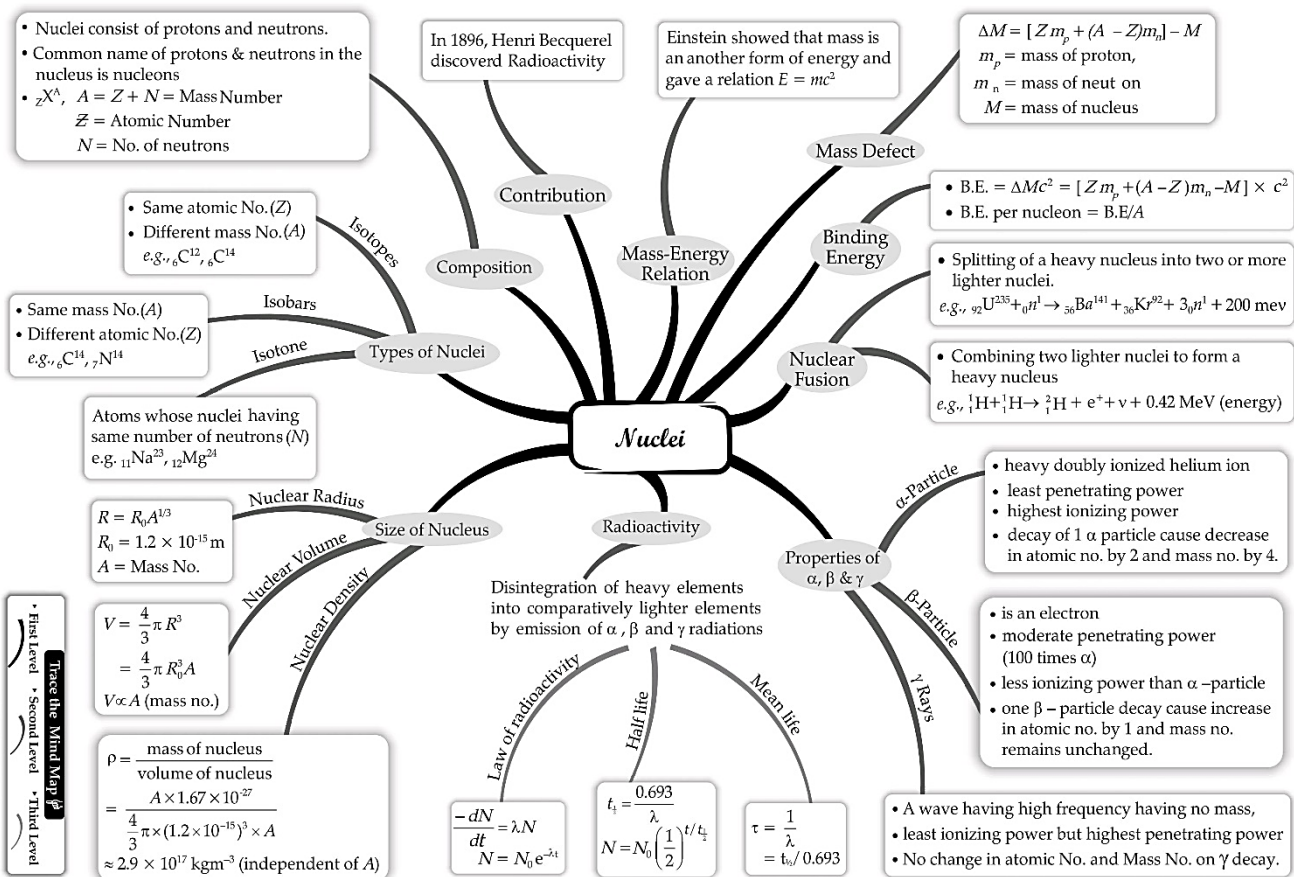 • Nuclei consist of protons and neutrons.
• Common name of protons & neutrons in the
nucleus is nucleons
• ZXᴬ, A = Z + N = Mass Number
Z = Atomic Number
N = No. of neutrons
In 1896, Henri Becquerel
discoverd Radioactivity
Einstein showed that mass is
an another form of energy and
gave a relation E = mc²
ΔM = [Z mₚ + (A – Z)mₙ] – M
mₚ = mass of proton,
mₙ = mass of neut on
M = mass of nucleus
Composition
Contribution
Mass-Energy
Relation
Mass Defect
Binding
Energy
• B.E. = ΔMc² = [Z mₚ + (A – Z)mₙ – M] × c²
• B.E. per nucleon = B.E/A
Isotopes
• Same atomic No.(Z)
• Different mass No.(A)
e.g., ₆C¹², ₆C¹⁴
Isobars
• Same mass No.(A)
• Different atomic No.(Z)
e.g., ₆C¹⁴, ₇N¹⁴
Isotone
Atoms whose nuclei having
same number of neutrons (N)
e.g. ₁₁Na²³, ₁₂Mg²⁴
Types of Nuclei
Nuclear
Fusion
• Splitting of a heavy nucleus into two or more
lighter nuclei.
e.g., ₉₂U²³⁵ + ₀n¹ → ₅₆Ba¹⁴¹ + ₃₆Kr⁹² + 3₀n¹ + 200 mev
• Combining two lighter nuclei to form a
heavy nucleus
e.g., ¹₁H + ¹₁H → ²₁H + e⁺ + ν + 0.42 MeV (energy)
Nuclei
Size of Nucleus
Nuclear Radius
R = R₀A^1/3
R₀ = 1.2 × 10⁻¹⁵ m
A = Mass No.
Nuclear Volume
V = 4/3 π R³
= 4/3 π R₀³ A
V ∝ A (mass no.)
Nuclear Density
ρ = mass of nucleus / volume of nucleus
= A × 1.67 × 10⁻²⁷ / 4/3 π × (1.2 × 10⁻¹⁵)³ × A
≈ 2.9 × 10¹⁷ kgm⁻³ (independent of A)
Radioactivity
Disintegration of heavy elements
into comparatively lighter elements
by emission of α, β and γ radiations
Law of radioactivity
–dN/dt = λN
N = N₀e^–λt
Half life
t½ = 0.693/λ
N = N₀(1/2)^t/t½
Mean life
τ = 1/λ
= t½/0.693
Properties of
α, β & γ
α-Particle
• heavy doubly ionized helium ion
• least penetrating power
• highest ionizing power
• decay of 1 α particle cause decrease
in atomic no. by 2 and mass no. by 4.
β-Particle
• is an electron
• moderate penetrating power
(100 times α)
• less ionizing power than α –particle
• one β – particle decay cause increase
in atomic no. by 1 and mass no.
remains unchanged.
γ Rays
• A wave having high frequency having no mass,
• least ionizing power but highest penetrating power
• No change in atomic No. and Mass No. on γ decay.
Trace the Mind Map
First Level
Second Level
Third Level